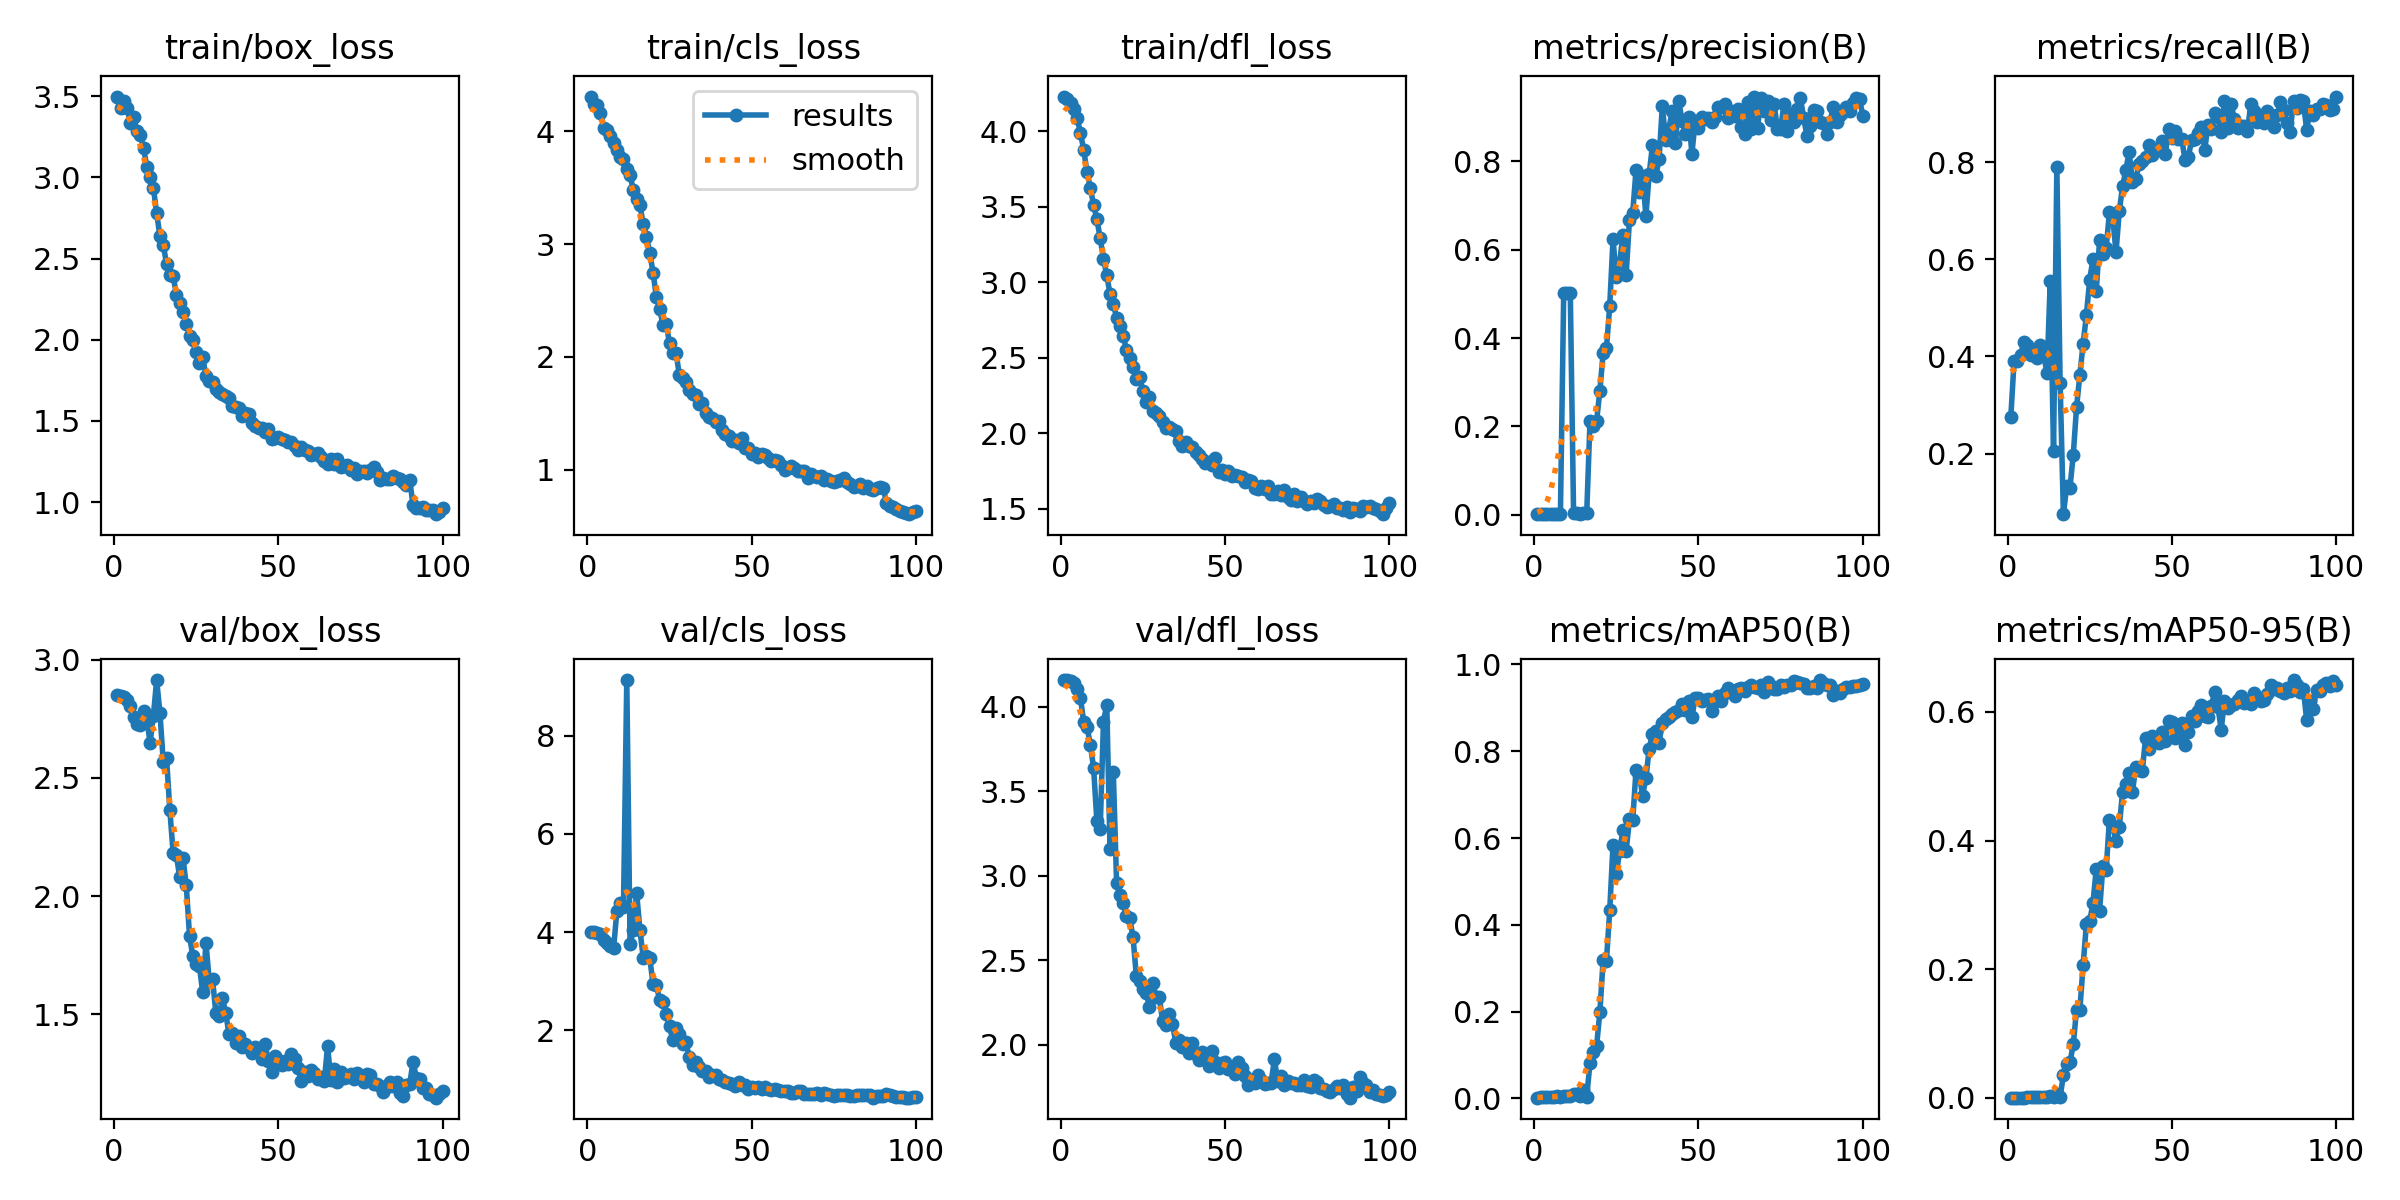 train/box_loss
3.5
3.0
2.5
2.0
1.5
1.0
0 50 100
train/cls_loss
results
smooth
4
3
2
1
0 50 100
train/dfl_loss
4.0
3.5
3.0
2.5
2.0
1.5
0 50 100
metrics/precision(B)
0.8
0.6
0.4
0.2
0.0
0 50 100
metrics/recall(B)
0.8
0.6
0.4
0.2
0 50 100
val/box_loss
3.0
2.5
2.0
1.5
0 50 100
val/cls_loss
8
6
4
2
0 50 100
val/dfl_loss
4.0
3.5
3.0
2.5
2.0
0 50 100
metrics/mAP50(B)
1.0
0.8
0.6
0.4
0.2
0.0
0 50 100
metrics/mAP50-95(B)
0.6
0.4
0.2
0.0
0 50 100